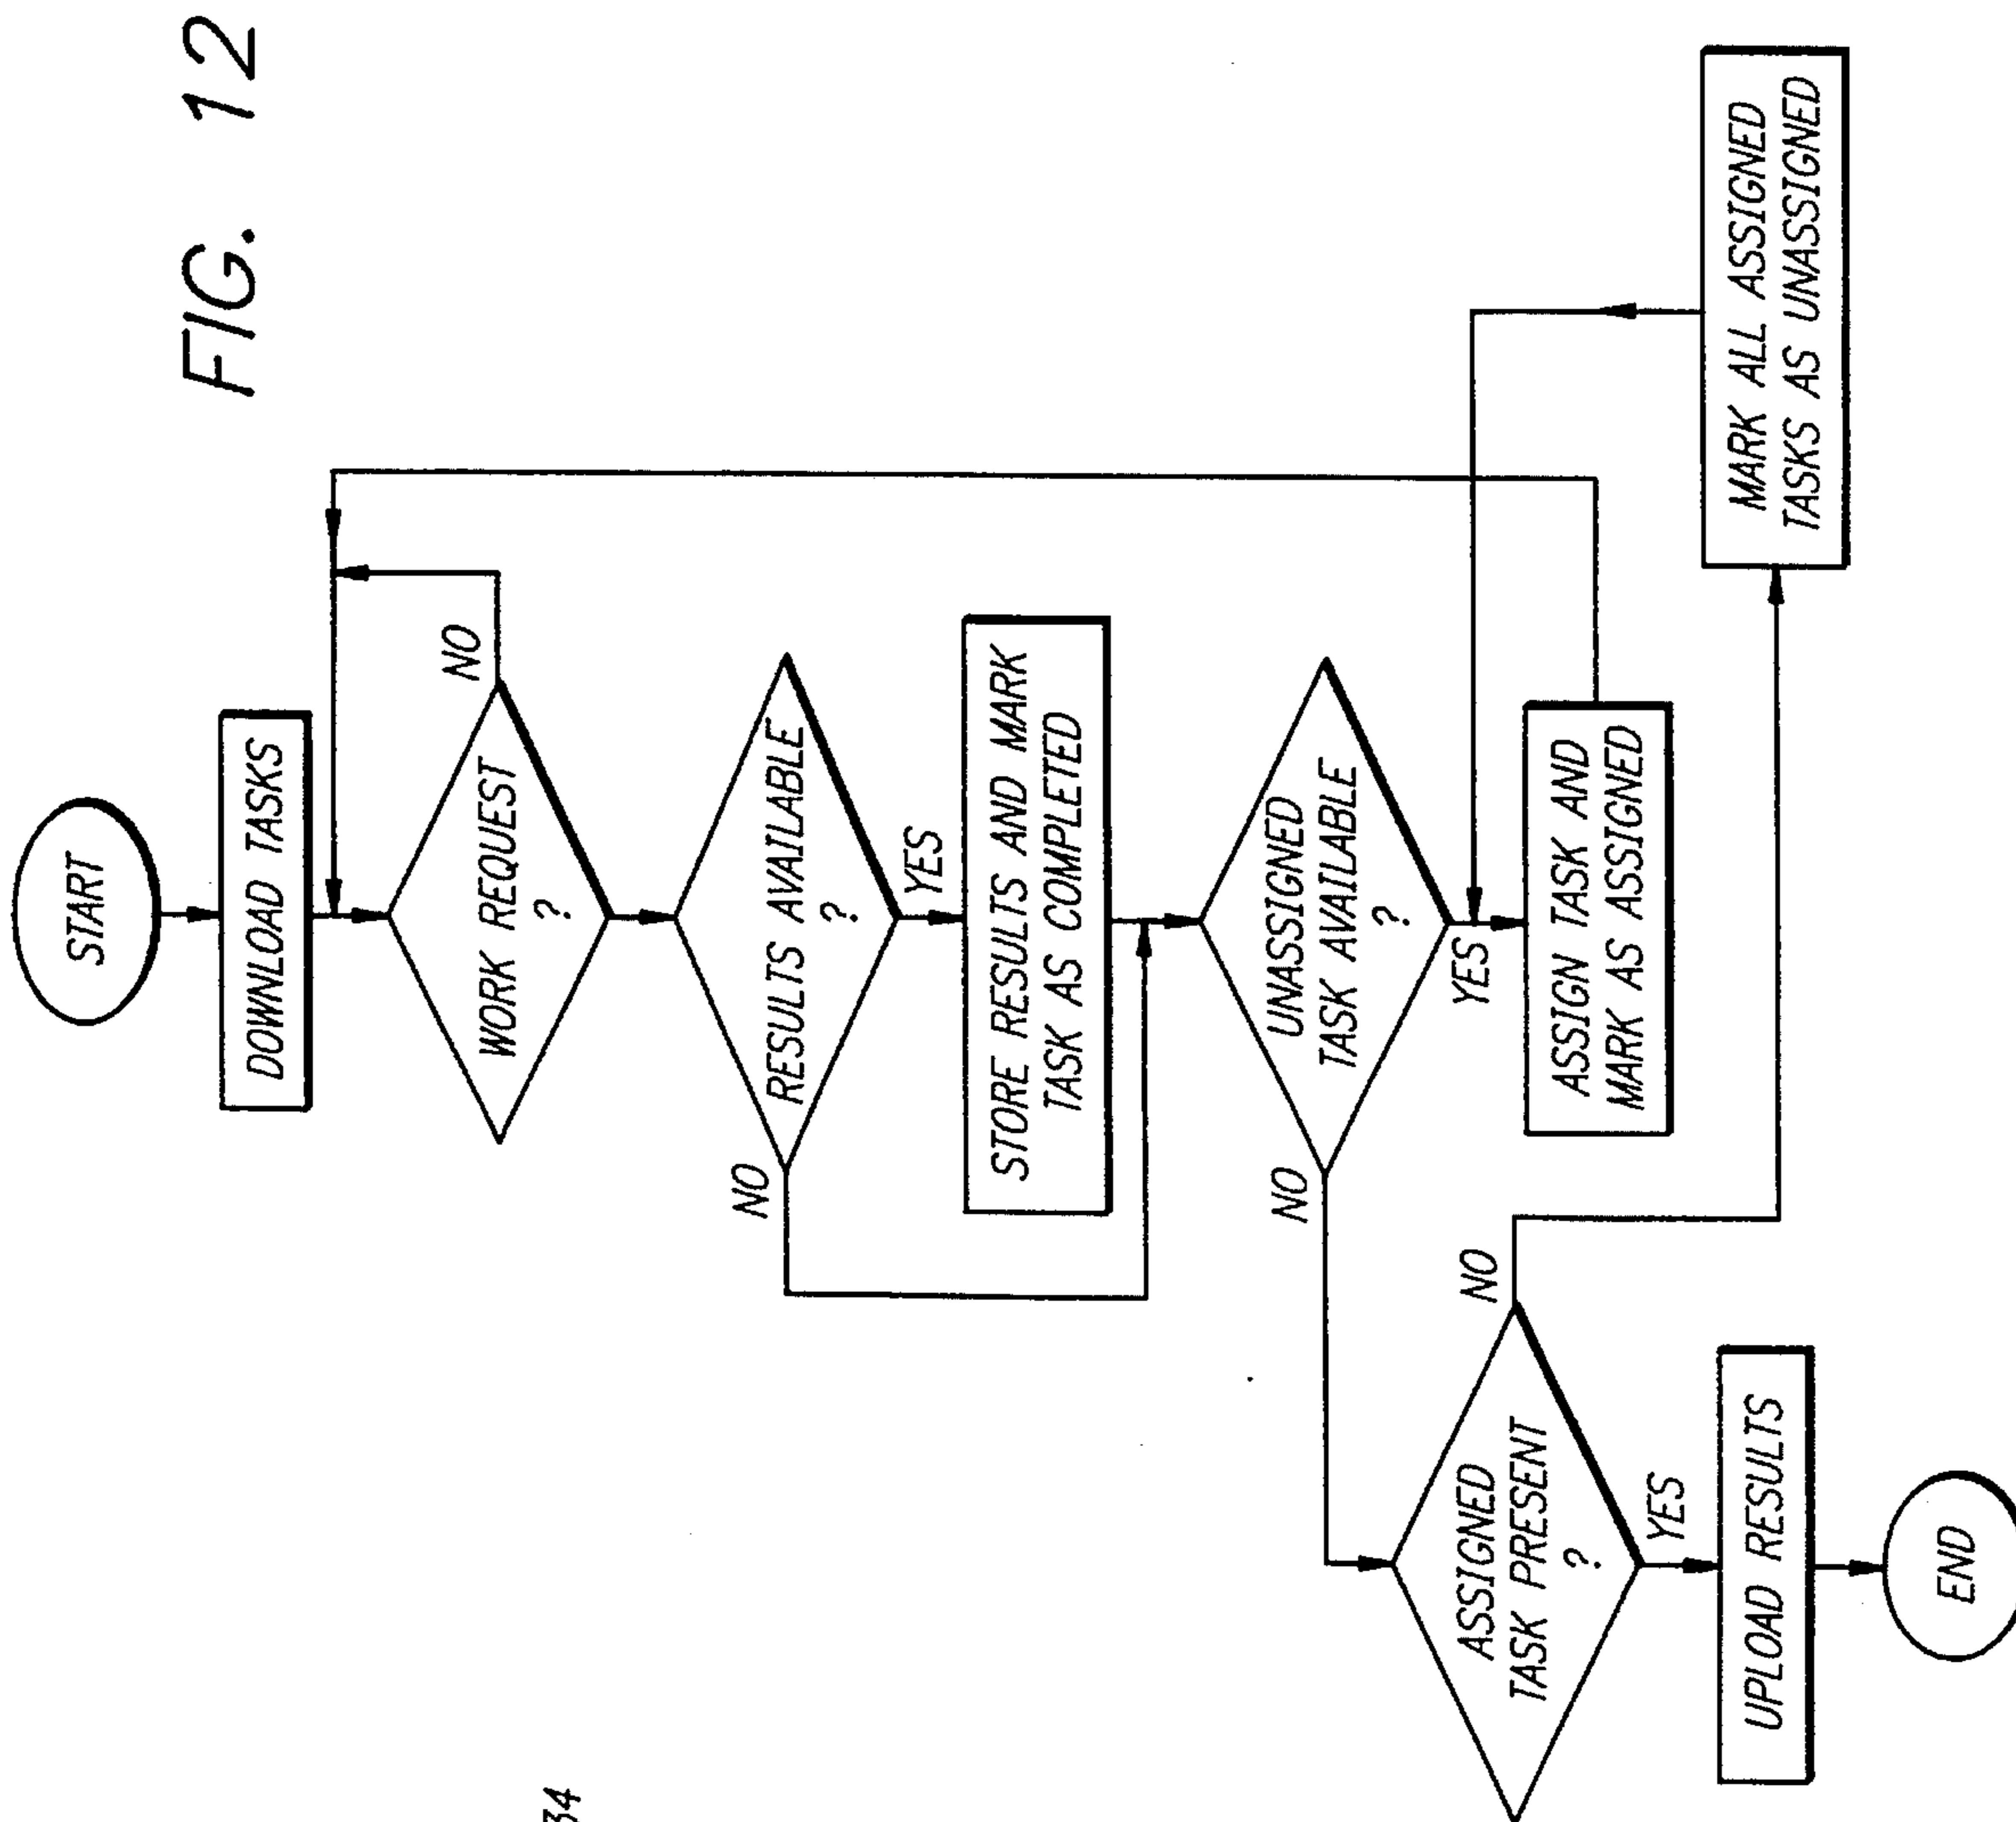 FIG. 12
START
DOWNLOAD TASKS
WORK REQUEST
?
NO
RESULTS AVAILABLE
?
NO
YES
STORE RESULTS AND MARK
TASK AS COMPLETED
UNASSIGNED
TASK AVAILABLE
?
NO
YES
ASSIGN TASK AND
MARK AS ASSIGNED
ASSIGNED
TASK PRESENT
?
NO
YES
MARK ALL ASSIGNED
TASKS AS UNASSIGNED
UPLOAD RESULTS
END
34